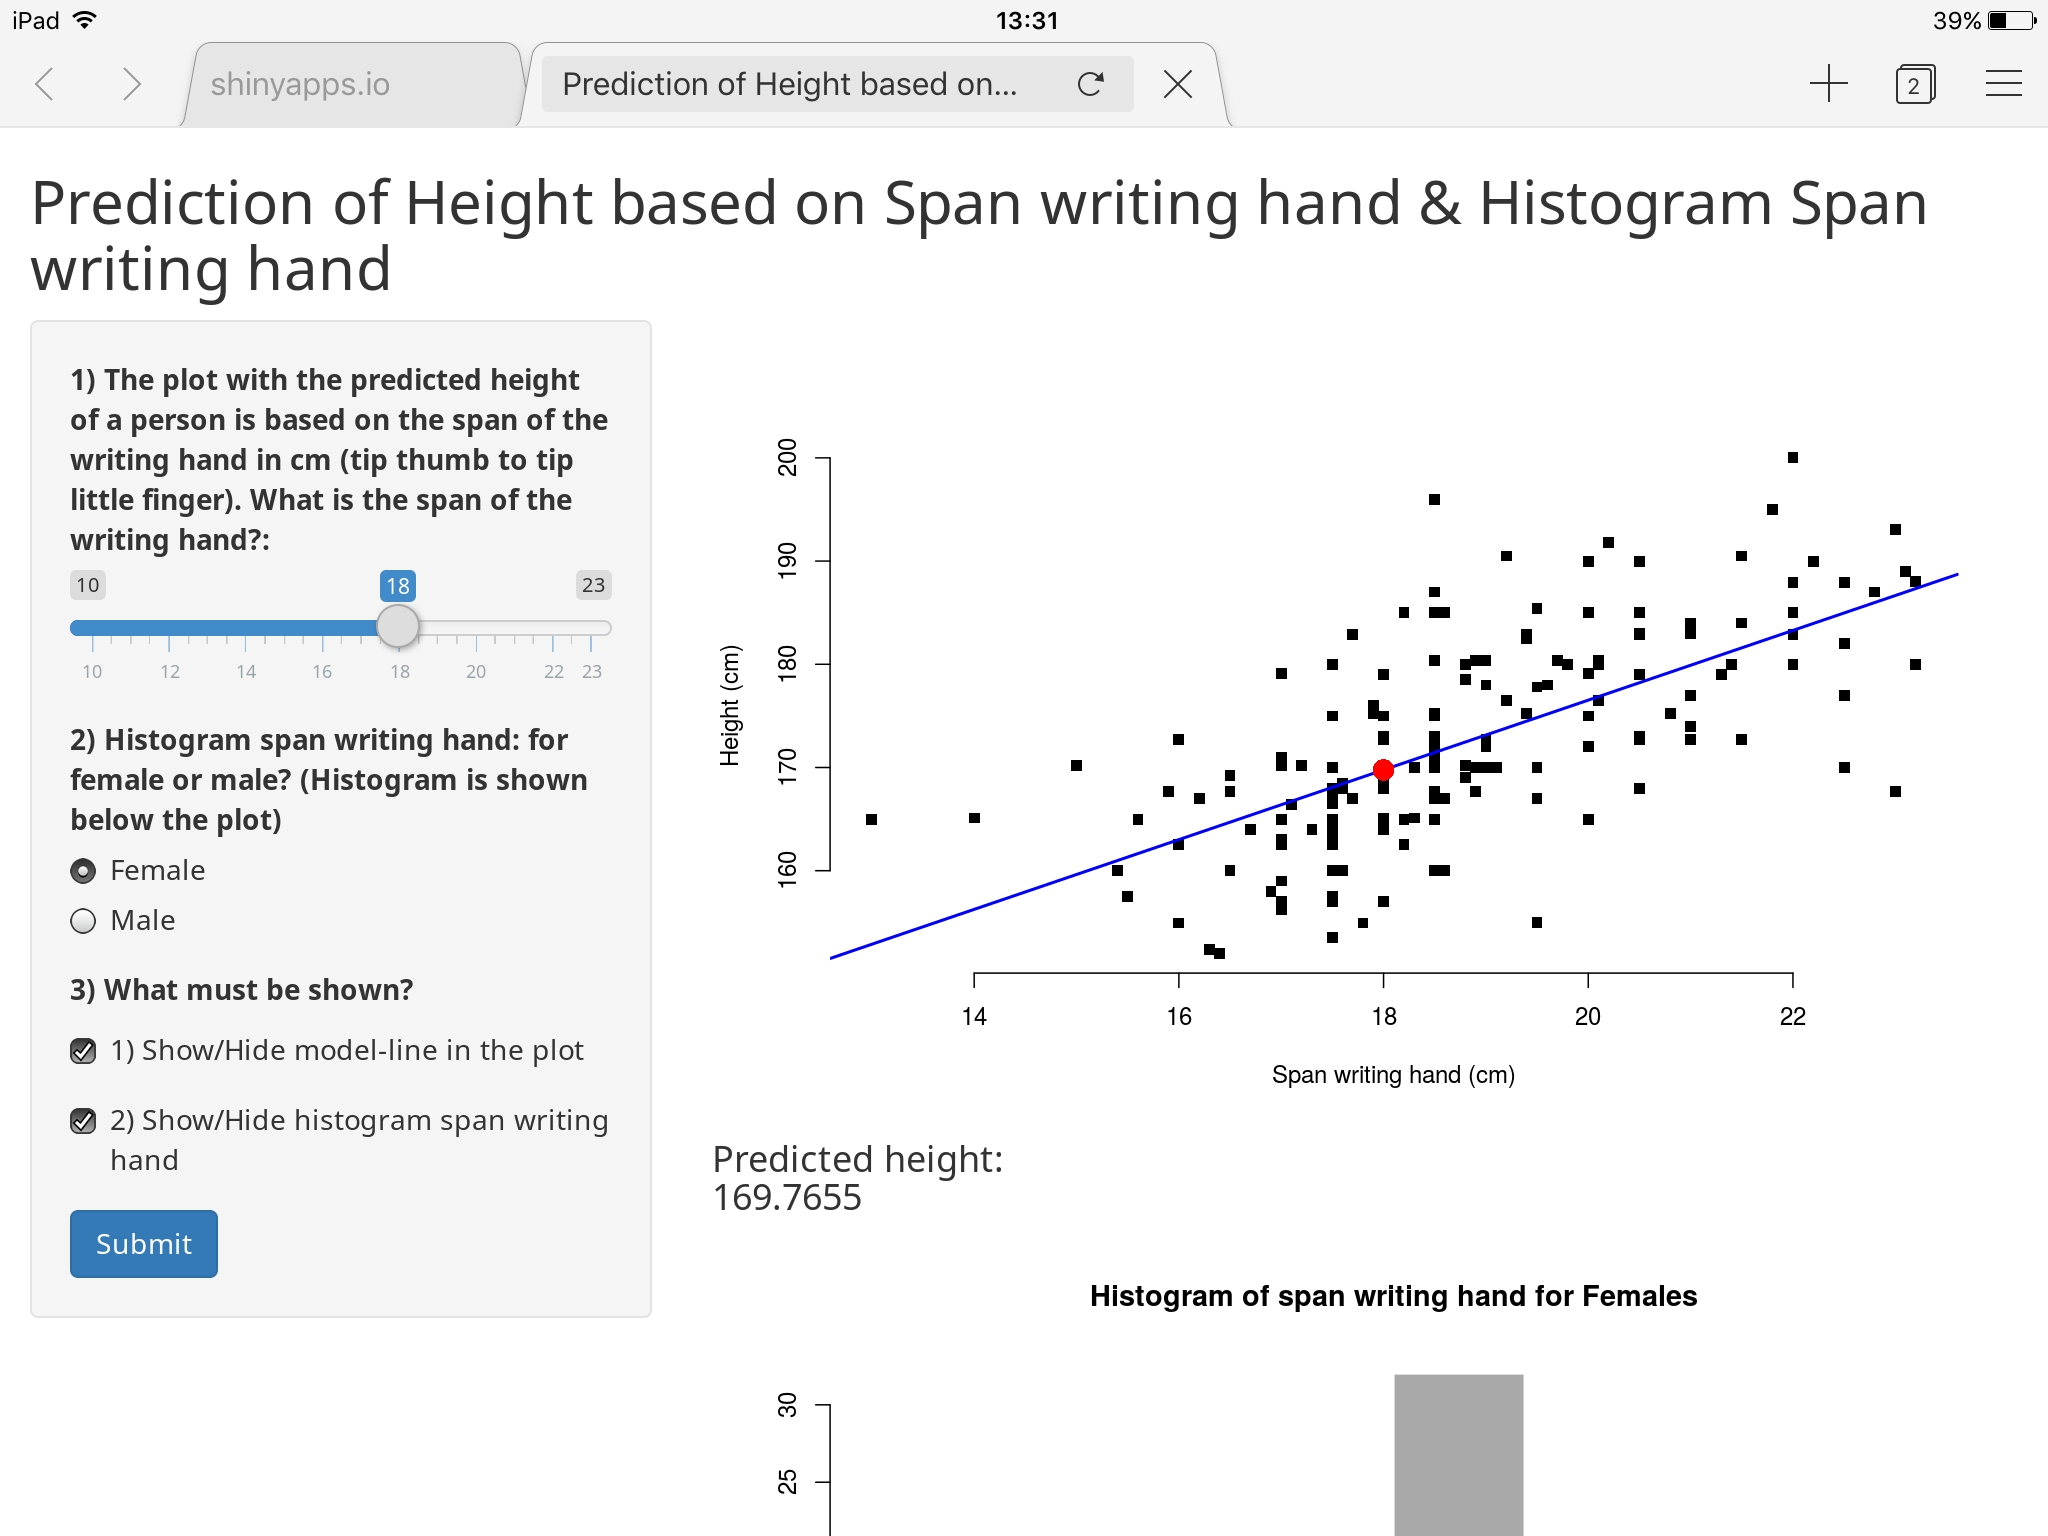 iPad 13:31 39%
shinyapps.io Prediction of Height based on... 2
Prediction of Height based on Span writing hand & Histogram Span
writing hand
1) The plot with the predicted height
of a person is based on the span of the
writing hand in cm (tip thumb to tip
little finger). What is the span of the
writing hand?:
10 18 23
10 12 14 16 18 20 22 23
2) Histogram span writing hand: for
female or male? (Histogram is shown
below the plot)
Female
Male
3) What must be shown?
1) Show/Hide model-line in the plot
2) Show/Hide histogram span writing
hand
Submit
200
190
180
170
160
Height (cm)
14 16 18 20 22
Span writing hand (cm)
Predicted height:
169.7655
Histogram of span writing hand for Females
30
25